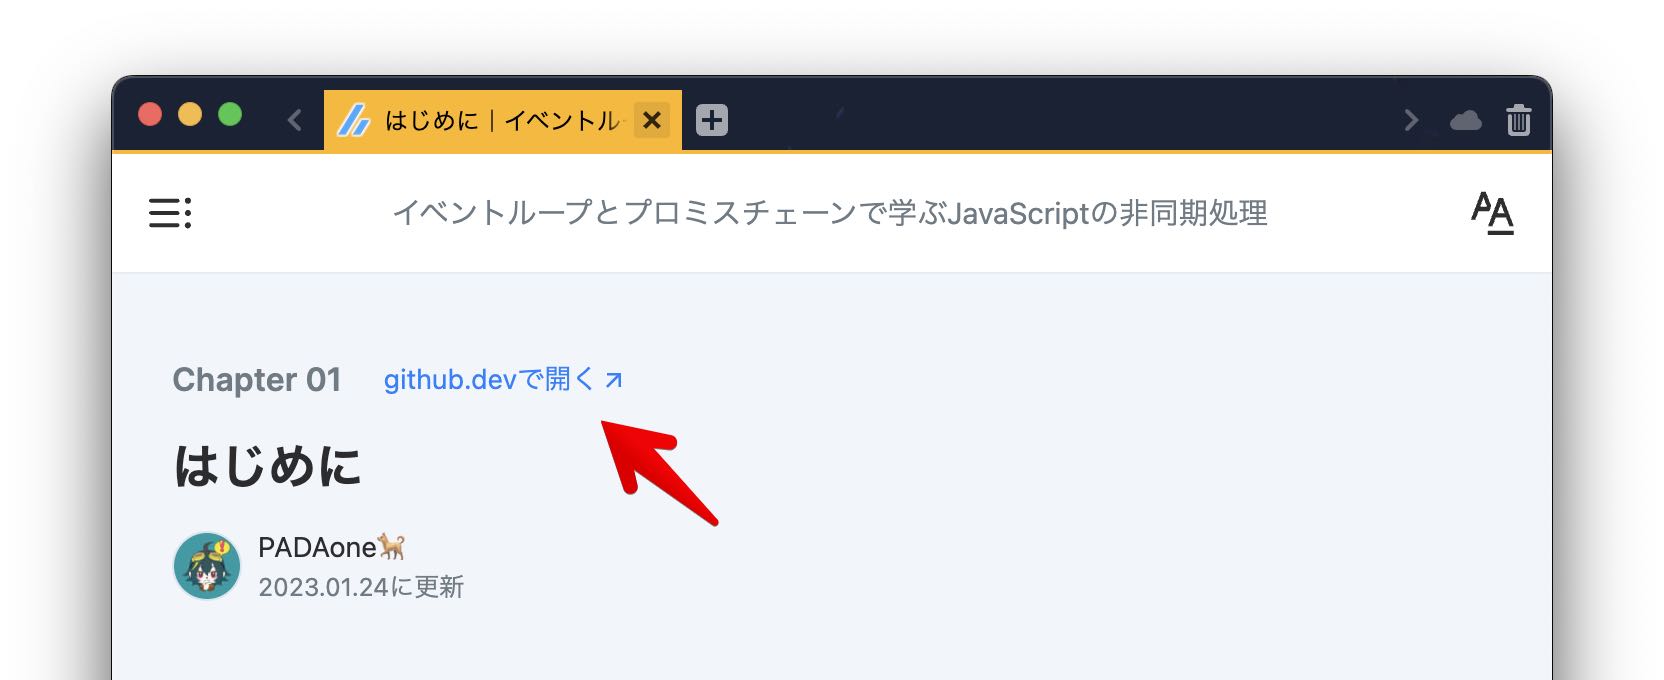 はじめに｜イベントル
イベントループとプロミスチェーンで学ぶJavaScriptの非同期処理
Chapter 01 github.devで開く
はじめに
PADAone🐕
2023.01.24に更新